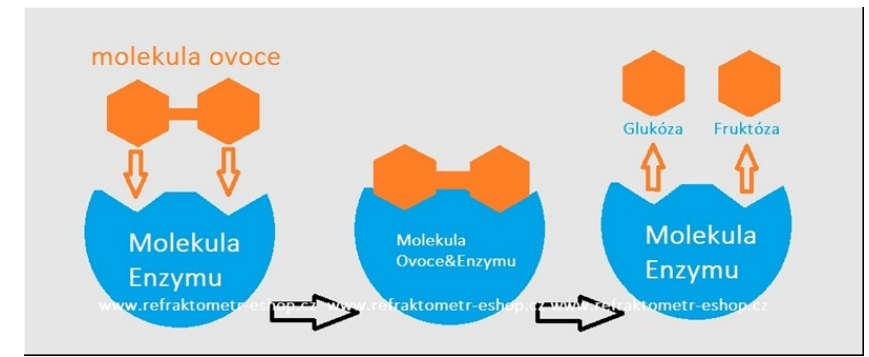 molekula ovoce
Molekula
Enzymu
Molekula
Ovoce&Enzymu
Glukóza
Fruktóza
Molekula
Enzymu
www.refraktometr-eshop.cz www.refraktometr-eshop.cz www.refraktometr-eshop.cz